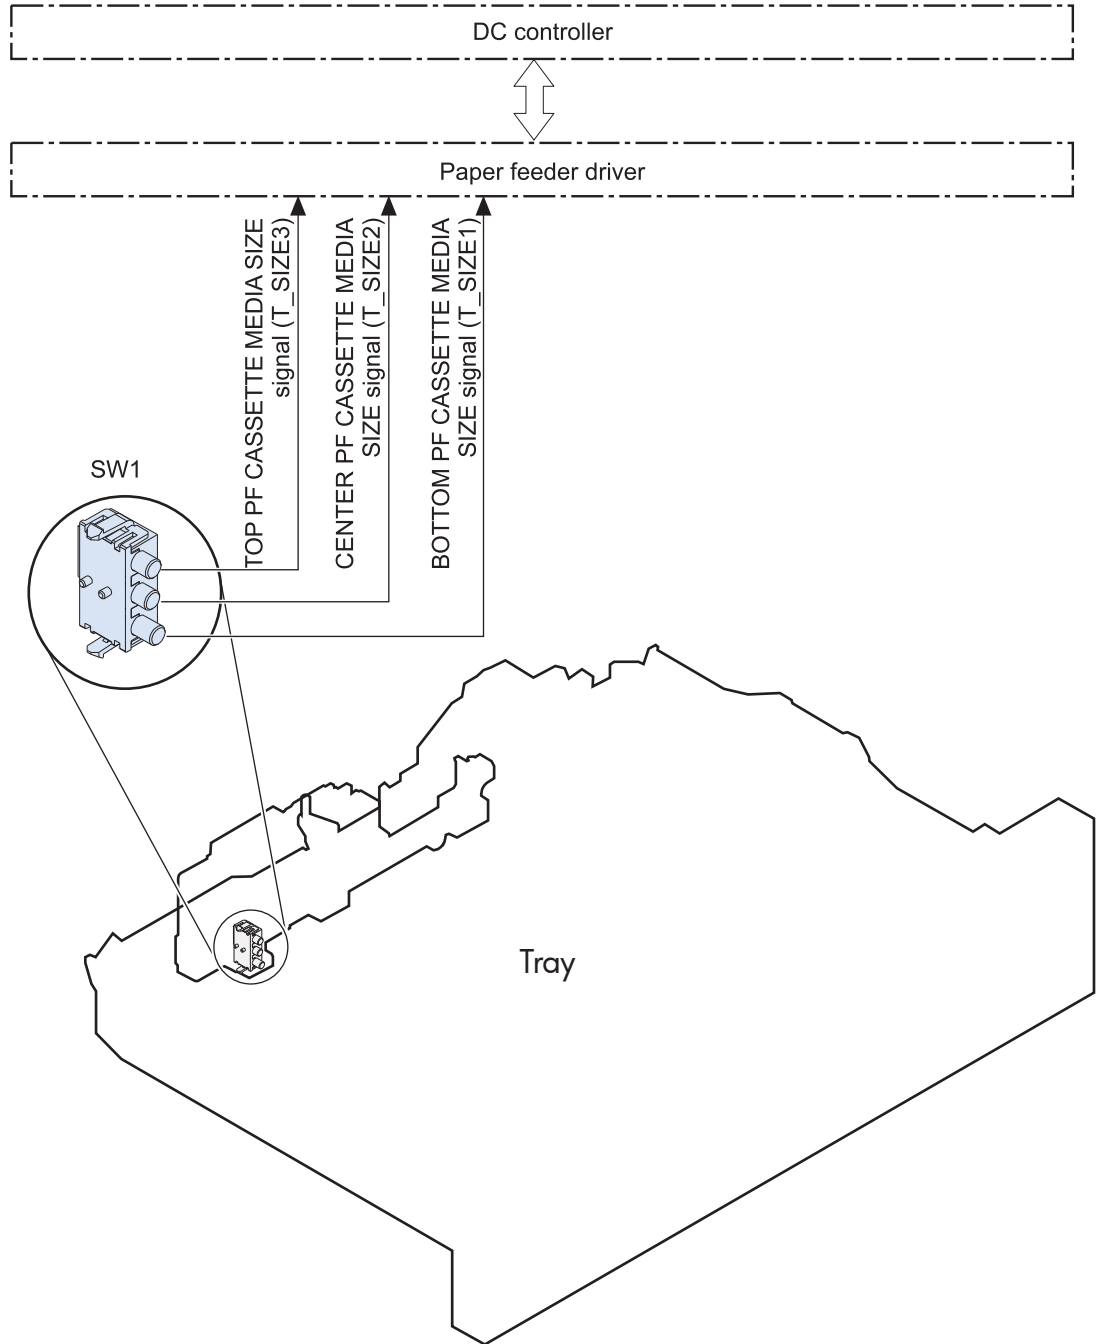 DC controller
Paper feeder driver
TOP PF CASSETTE MEDIA SIZE
signal (T_SIZE3)
CENTER PF CASSETTE MEDIA
SIZE signal (T_SIZE2)
BOTTOM PF CASSETTE MEDIA
SIZE signal (T_SIZE1)
SW1
Tray